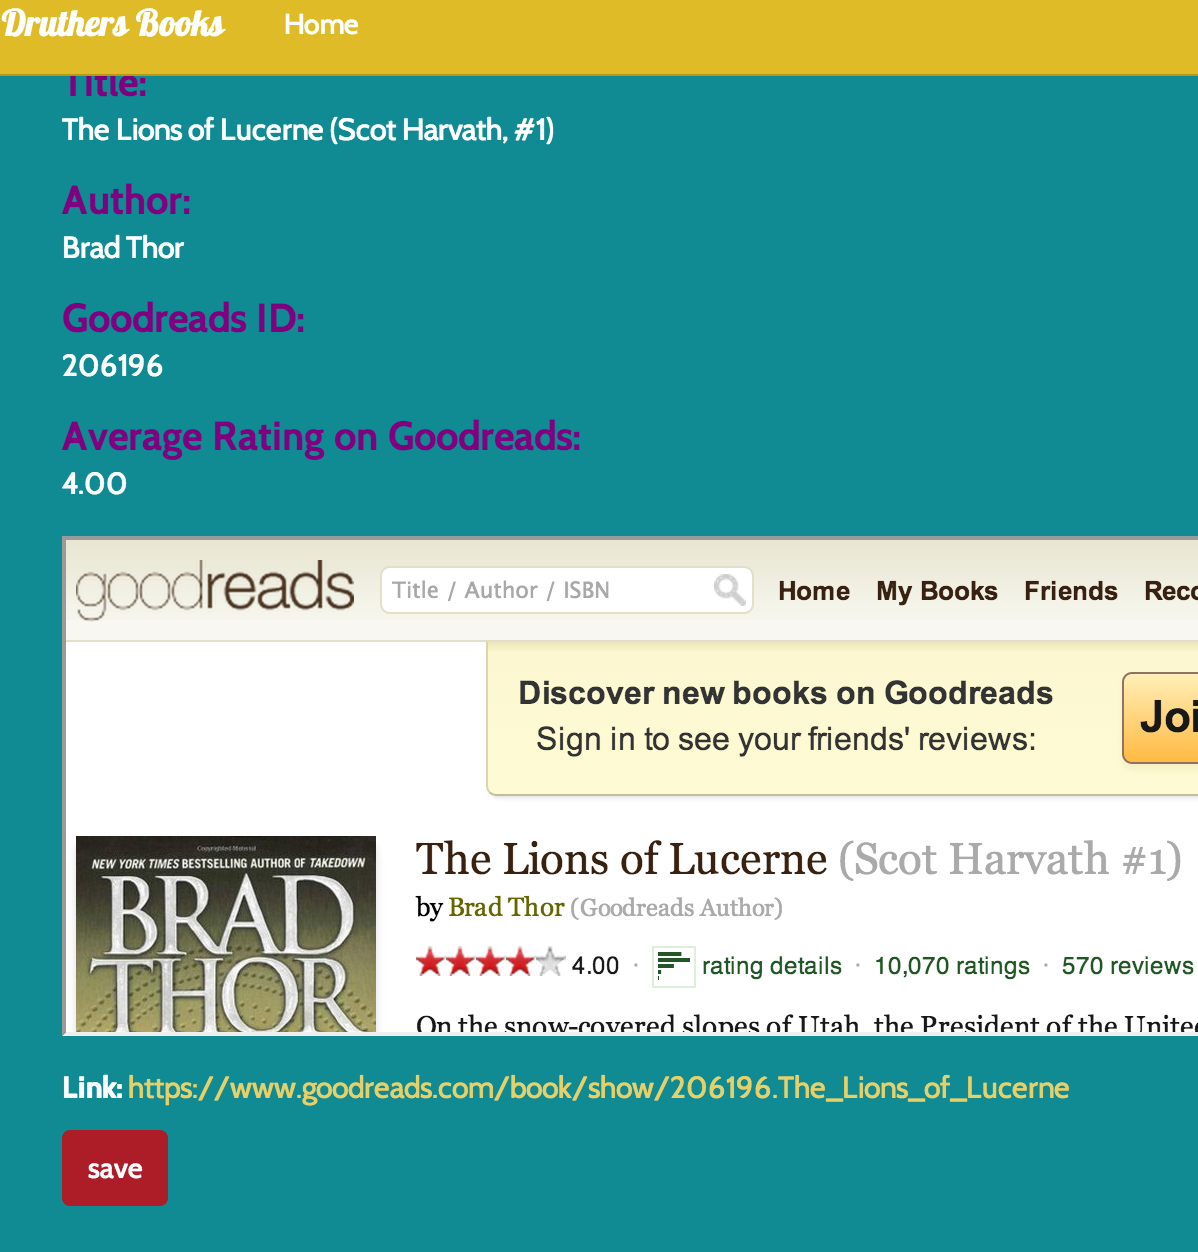 Druthers Books Home
Title:
The Lions of Lucerne (Scot Harvath, #1)
Author:
Brad Thor
Goodreads ID:
206196
Average Rating on Goodreads:
4.00
goodreads Title / Author / ISBN Home My Books Friends Reco
Discover new books on Goodreads
Sign in to see your friends' reviews:
Joi
Copyrighted Material
NEW YORK TIMES BESTSELLING AUTHOR OF TAKEDOWN
BRAD
THOR
The Lions of Lucerne (Scot Harvath #1)
by Brad Thor (Goodreads Author)
4.00 · rating details · 10,070 ratings · 570 reviews
On the snow-covered slopes of Utah, the President of the Unite
Link: https://www.goodreads.com/book/show/206196.The_Lions_of_Lucerne
save